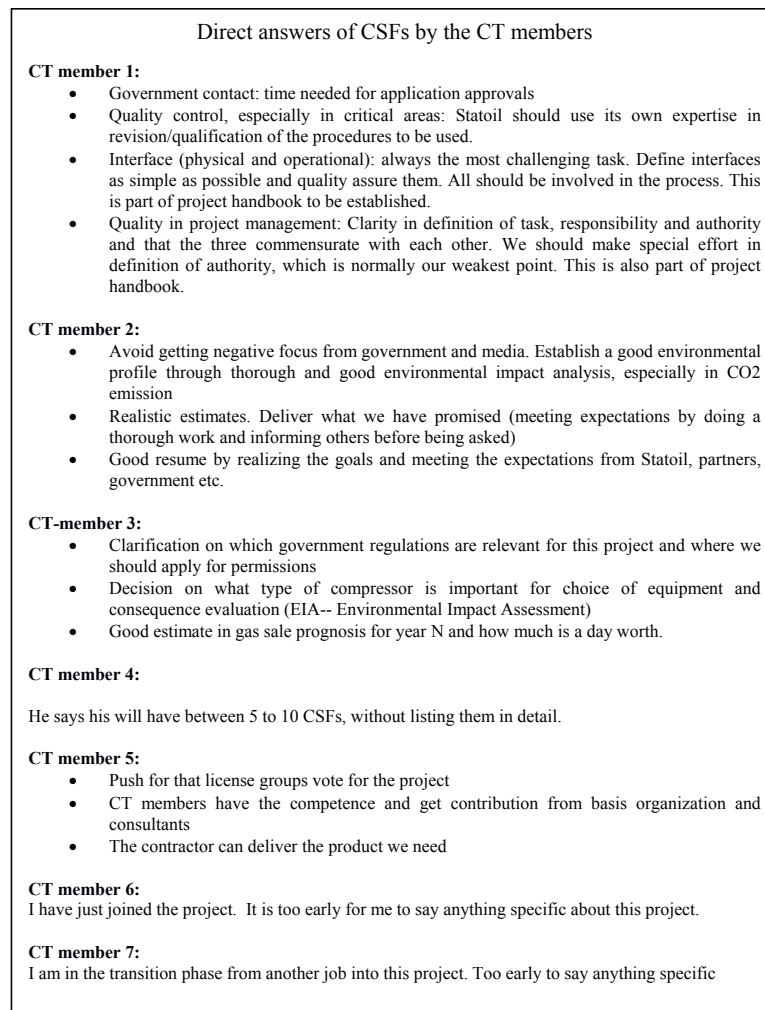 Direct answers of CSFs by the CT members
CT member 1:
• Government contact: time needed for application approvals
• Quality control, especially in critical areas: Statoil should use its own expertise in
revision/qualification of the procedures to be used.
• Interface (physical and operational): always the most challenging task. Define interfaces
as simple as possible and quality assure them. All should be involved in the process. This
is part of project handbook to be established.
• Quality in project management: Clarity in definition of task, responsibility and authority
and that the three commensurate with each other. We should make special effort in
definition of authority, which is normally our weakest point. This is also part of project
handbook.
CT member 2:
• Avoid getting negative focus from government and media. Establish a good environmental
profile through thorough and good environmental impact analysis, especially in CO2
emission
• Realistic estimates. Deliver what we have promised (meeting expectations by doing a
thorough work and informing others before being asked)
• Good resume by realizing the goals and meeting the expectations from Statoil, partners,
government etc.
CT-member 3:
• Clarification on which government regulations are relevant for this project and where we
should apply for permissions
• Decision on what type of compressor is important for choice of equipment and
consequence evaluation (EIA-- Environmental Impact Assessment)
• Good estimate in gas sale prognosis for year N and how much is a day worth.
CT member 4:
He says his will have between 5 to 10 CSFs, without listing them in detail.
CT member 5:
• Push for that license groups vote for the project
• CT members have the competence and get contribution from basis organization and
consultants
• The contractor can deliver the product we need
CT member 6:
I have just joined the project. It is too early for me to say anything specific about this project.
CT member 7:
I am in the transition phase from another job into this project. Too early to say anything specific